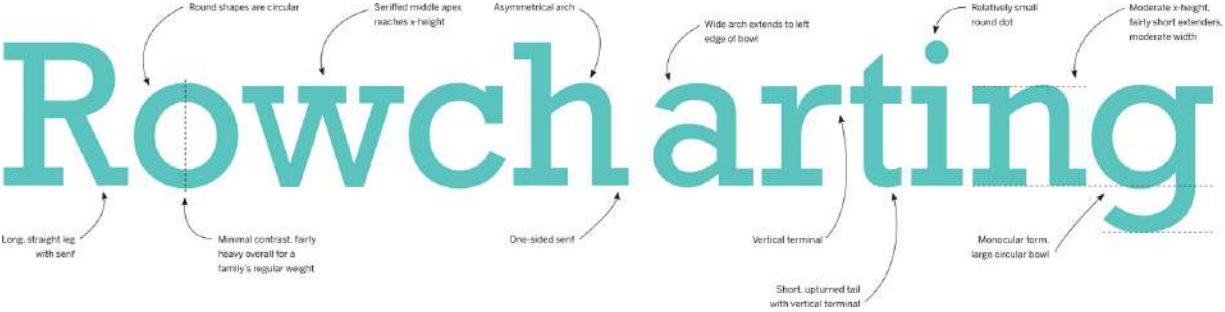 Round shapes are circular
Seriffed middle apex
reaches x-height
Asymmetrical arch
Wide arch extends to left
edge of bowl
Relatively small
round dot
Moderate x-height,
fairly short extenders,
moderate width
Rowcharting
Long, straight leg
with serif
Minimal contrast, fairly
heavy overall for a
family's regular weight
One-sided serif
Vertical terminal
Short, upturned tail
with vertical terminal
Monocular form,
large circular bowl